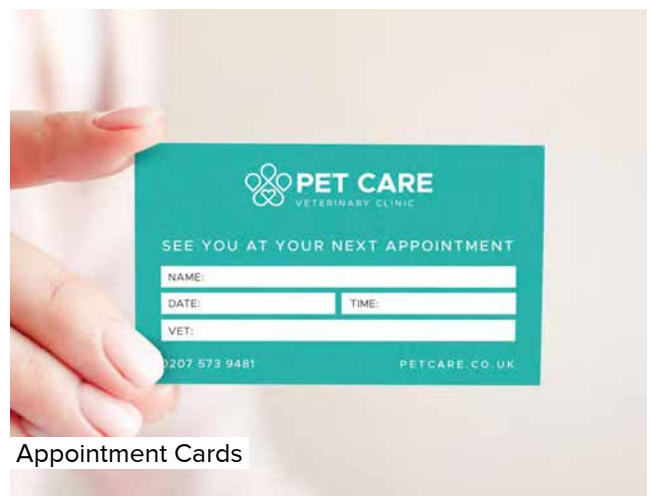 PET CARE
VETERINARY CLINIC
SEE YOU AT YOUR NEXT APPOINTMENT
NAME:
DATE: TIME:
VET:
0207 573 9481 PETCARE.CO.UK
Appointment Cards